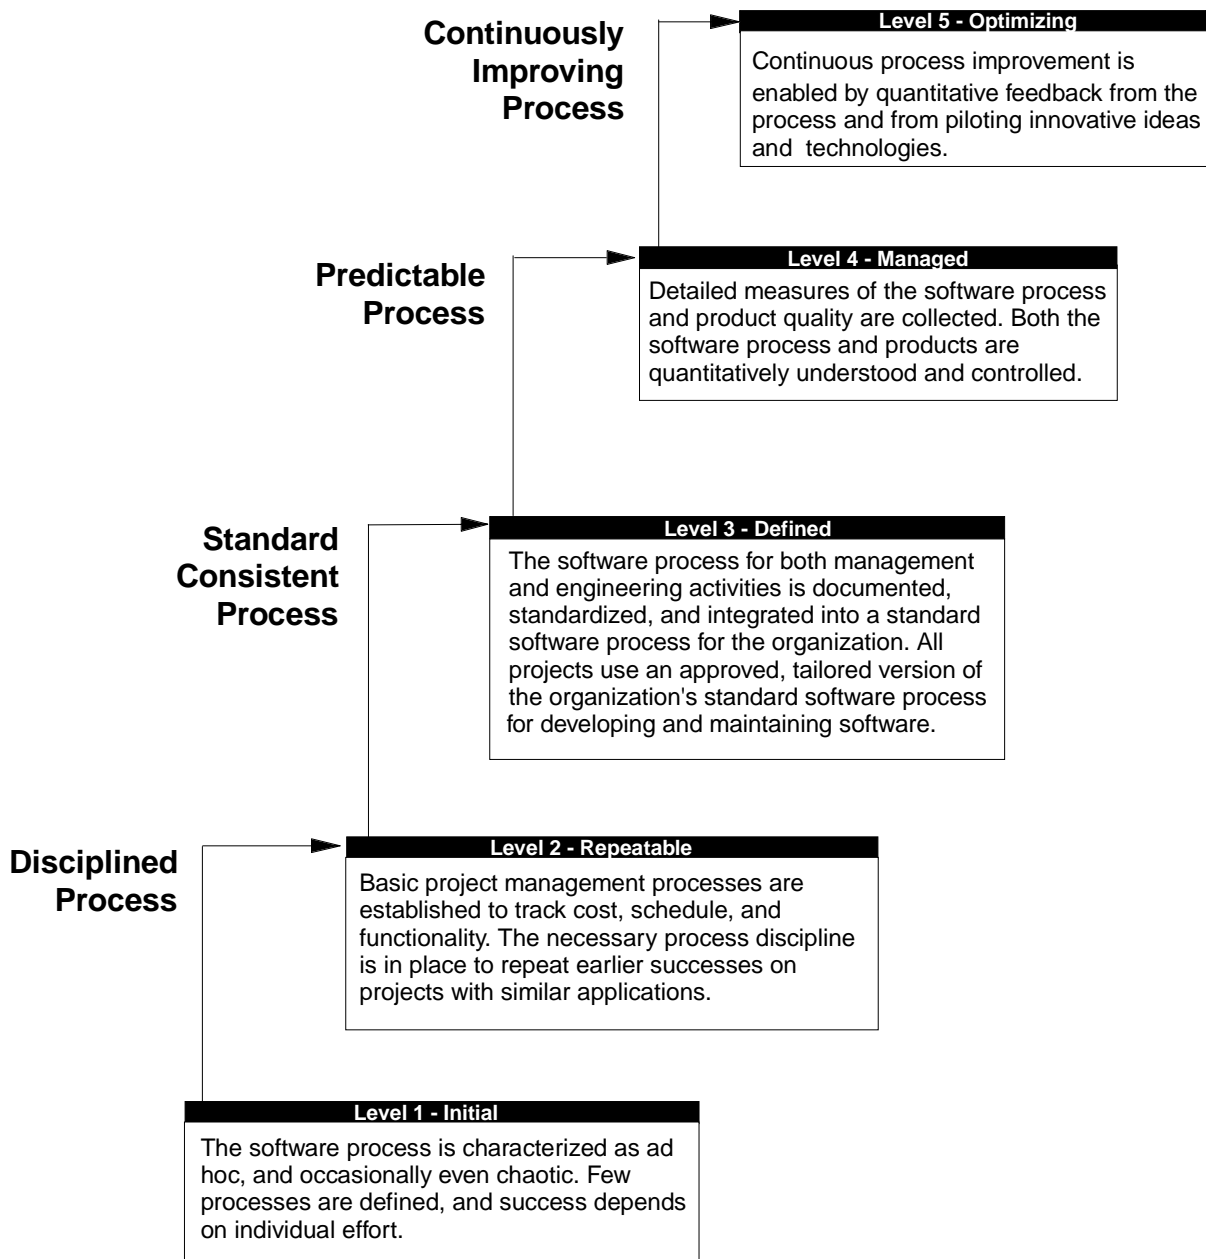 Continuously
Improving
Process
Level 5 - Optimizing
Continuous process improvement is
enabled by quantitative feedback from the
process and from piloting innovative ideas
and technologies.
Predictable
Process
Level 4 - Managed
Detailed measures of the software process
and product quality are collected. Both the
software process and products are
quantitatively understood and controlled.
Standard
Consistent
Process
Level 3 - Defined
The software process for both management
and engineering activities is documented,
standardized, and integrated into a standard
software process for the organization. All
projects use an approved, tailored version of
the organization's standard software process
for developing and maintaining software.
Disciplined
Process
Level 2 - Repeatable
Basic project management processes are
established to track cost, schedule, and
functionality. The necessary process discipline
is in place to repeat earlier successes on
projects with similar applications.
Level 1 - Initial
The software process is characterized as ad
hoc, and occasionally even chaotic. Few
processes are defined, and success depends
on individual effort.